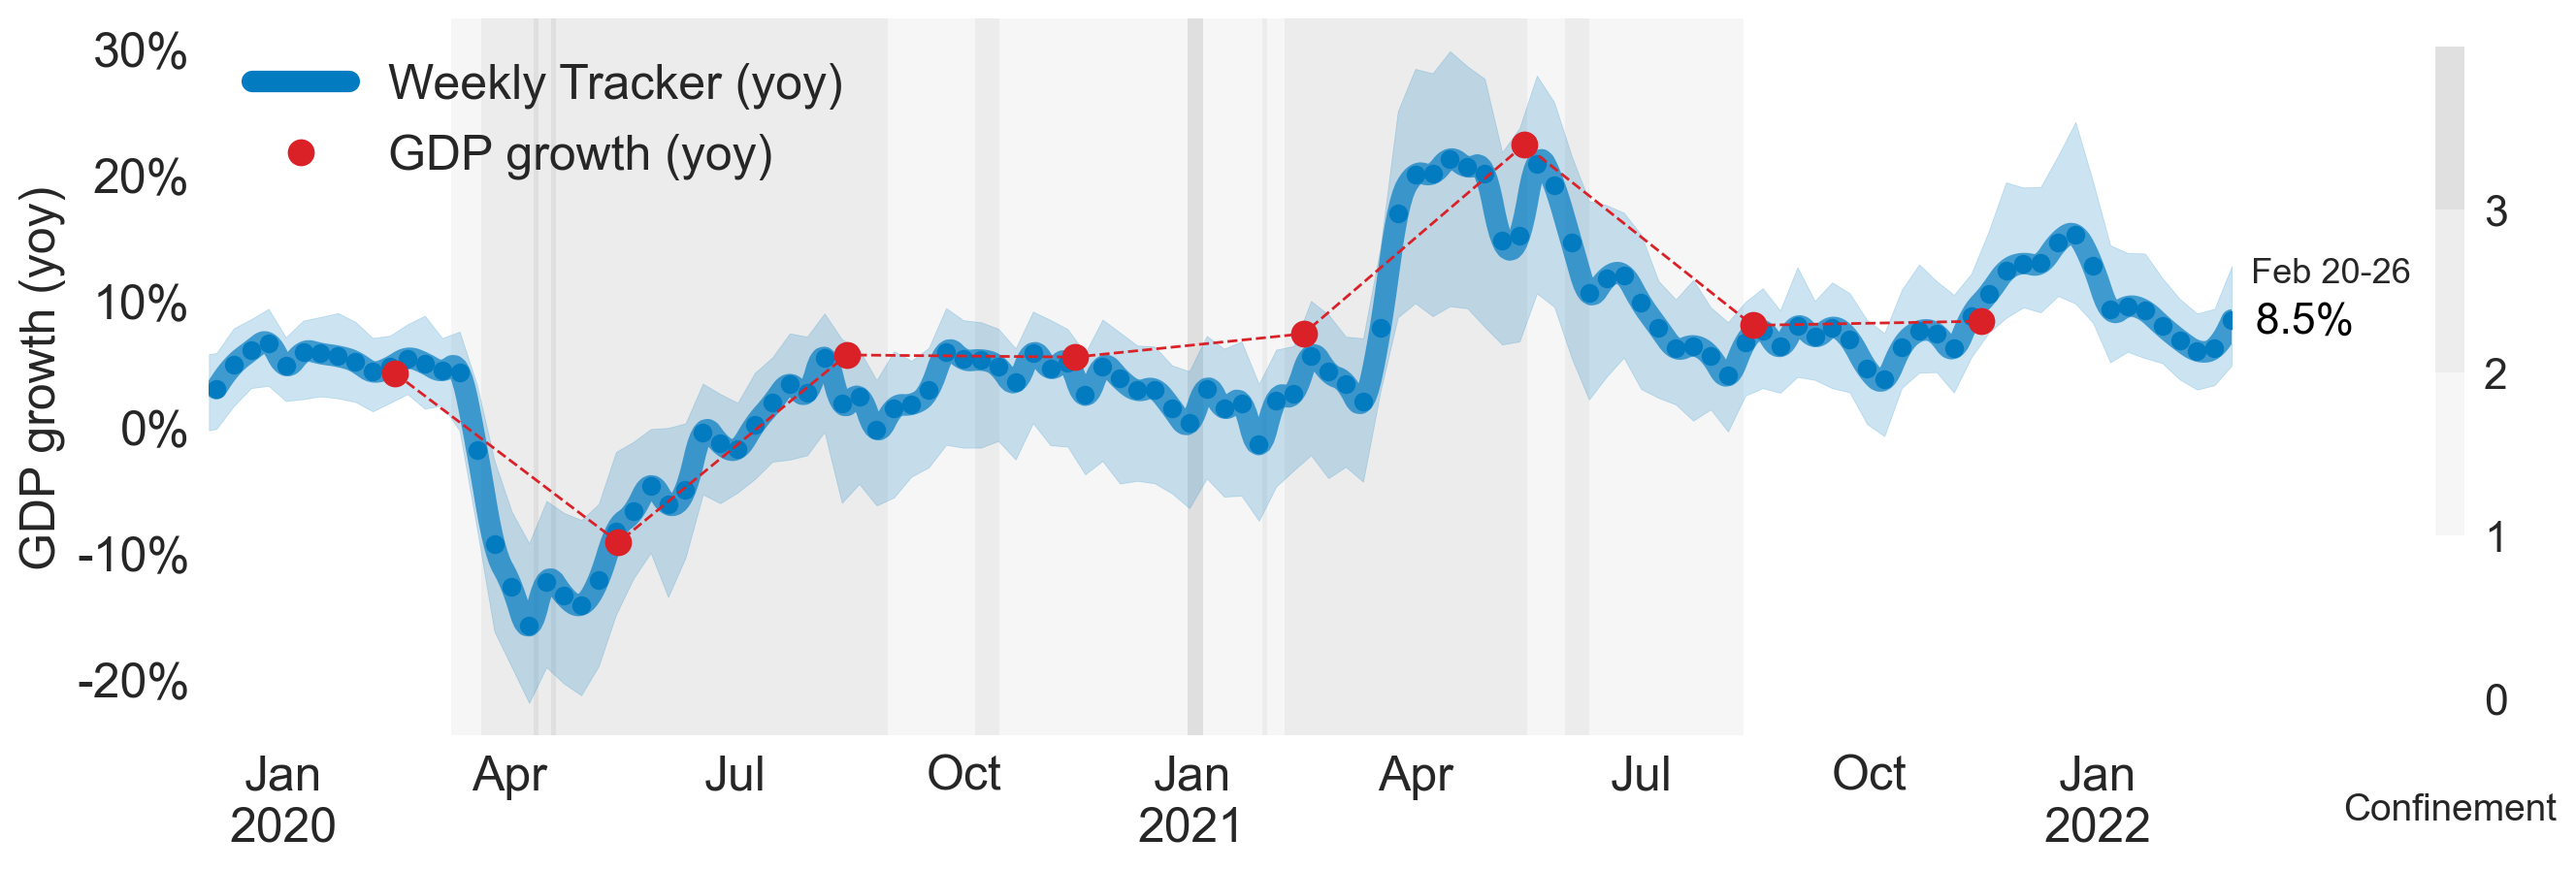 GDP growth (yoy)
30%
20%
10%
0%
-10%
-20%
Weekly Tracker (yoy)
GDP growth (yoy)
Feb 20-26
8.5%
3
2
1
0
Confinement
Jan
2020
Apr
Jul
Oct
Jan
2021
Apr
Jul
Oct
Jan
2022